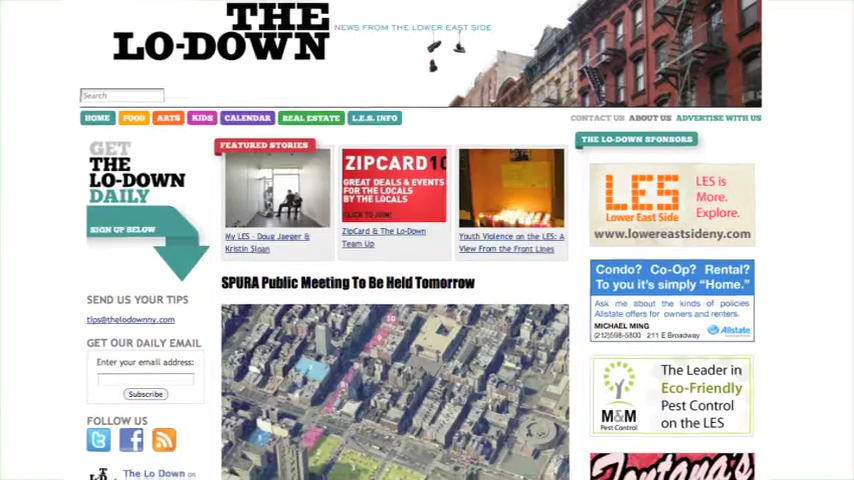 THE
LO-DOWN
NEWS FROM THE LOWER EAST SIDE
Search
HOME FOOD ARTS KIDS CALENDAR REAL ESTATE L.E.S. INFO
CONTACT US ABOUT US ADVERTISE WITH US
GET
THE
LO-DOWN
DAILY
SIGN UP BELOW
SEND US YOUR TIPS
tips@thelodownny.com
GET OUR DAILY EMAIL
Enter your email address:
Subscribe
FOLLOW US
The Lo Down on
FEATURED STORIES
My LES - Doug Jaeger &
Kristin Sloan
ZIPCARD10
GREAT DEALS & EVENTS
FOR THE LOCALS
BY THE LOCALS
CLICK TO JOIN!
ZipCard & The Lo-Down
Team Up
Youth Violence on the LES: A
View From the Front Lines
SPURA Public Meeting To Be Held Tomorrow
10
THE LO-DOWN SPONSORS
LES
Lower East Side
LES is
More.
Explore.
www.lowereastsideny.com
Condo? Co-Op? Rental?
To you it's simply "Home."
Ask me about the kinds of policies
Allstate offers for owners and renters.
MICHAEL MING
(212)598-5800 211 E Broadway
Allstate
M&M
Pest Control
The Leader in
Eco-Friendly
Pest Control
on the LES
Fontana's